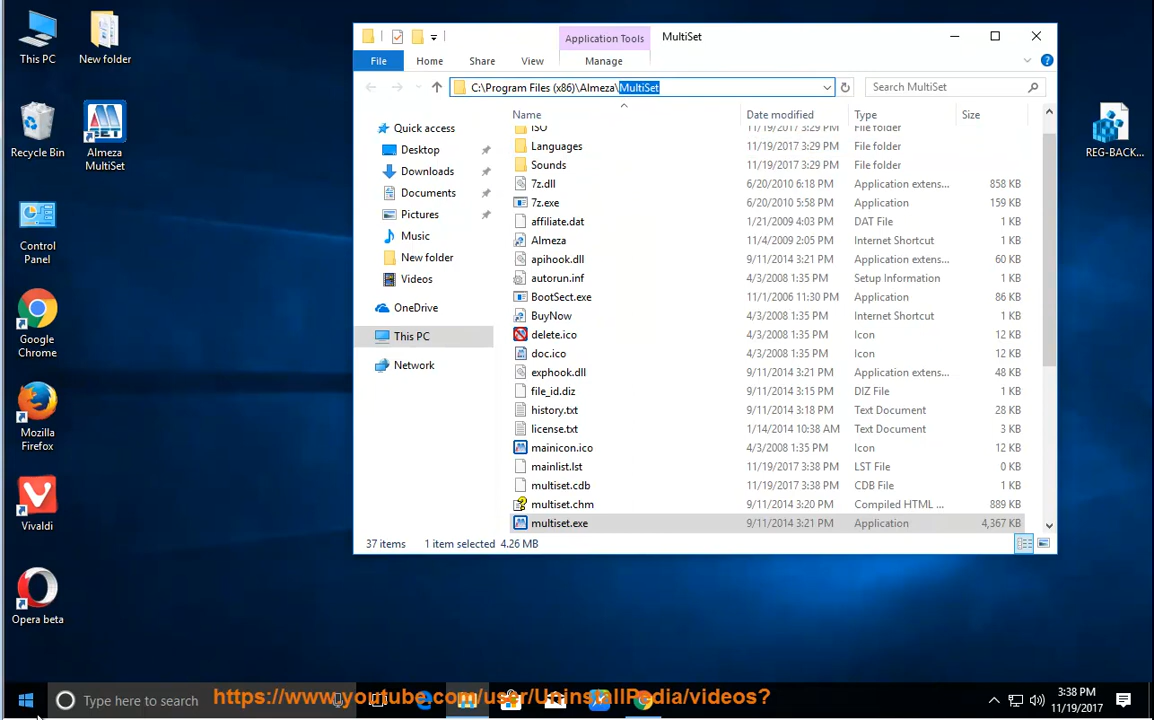 This PC
New folder
Recycle Bin
Almeza
MultiSet
Control
Panel
Google
Chrome
Mozilla
Firefox
Vivaldi
Opera beta
REG-BACK...
Application Tools
MultiSet
File
Home
Share
View
Manage
C:\Program Files (x86)\Almeza\MultiSet
Search MultiSet
Quick access
Desktop
Downloads
Documents
Pictures
Music
New folder
Videos
OneDrive
This PC
Network
Name Date modified Type Size
ISO 11/19/2017 3:29 PM File folder
Languages 11/19/2017 3:29 PM File folder
Sounds 11/19/2017 3:29 PM File folder
7z.dll 6/20/2010 6:18 PM Application extens... 858 KB
7z.exe 6/20/2010 5:58 PM Application 159 KB
affiliate.dat 1/21/2009 4:03 PM DAT File 1 KB
Almeza 11/4/2009 2:05 PM Internet Shortcut 1 KB
apihook.dll 9/11/2014 3:21 PM Application extens... 60 KB
autorun.inf 4/3/2008 1:35 PM Setup Information 1 KB
BootSect.exe 11/1/2006 11:30 PM Application 86 KB
BuyNow 4/3/2008 1:35 PM Internet Shortcut 1 KB
delete.ico 4/3/2008 1:35 PM Icon 12 KB
doc.ico 4/3/2008 1:35 PM Icon 12 KB
exphook.dll 9/11/2014 3:21 PM Application extens... 48 KB
file_id.diz 9/11/2014 3:15 PM DIZ File 1 KB
history.txt 9/11/2014 3:18 PM Text Document 28 KB
license.txt 1/14/2014 10:38 AM Text Document 3 KB
mainicon.ico 4/3/2008 1:35 PM Icon 12 KB
mainlist.lst 11/19/2017 3:38 PM LST File 0 KB
multiset.cdb 11/19/2017 3:38 PM CDB File 1 KB
multiset.chm 9/11/2014 3:20 PM Compiled HTML ... 889 KB
multiset.exe 9/11/2014 3:21 PM Application 4,367 KB
37 items 1 item selected 4.26 MB
Type here to search
https://www.youtube.com/user/UninstallPedia/videos?
3:38 PM
11/19/2017